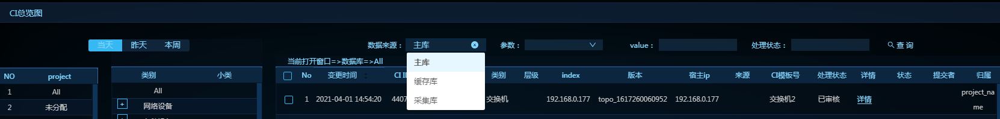 CI总览图
当天 昨天 本周 数据来源： 主库 参数： value： 处理状态： 查 询
主库
缓存库
采集库
当前打开窗口=>数据库=>All
NO project
1 All
2 未分配
类别 小类
All
+ 网络设备
No 变更时间 CI 类别 层级 index 版本 宿主ip 来源 CI模板号 处理状态 详情 状态 提交者 归属
1 2021-04-01 14:54:20 4407 交换机 192.168.0.177 topo_1617260060952 192.168.0.177 交换机2 已审核 详情 project_na
me